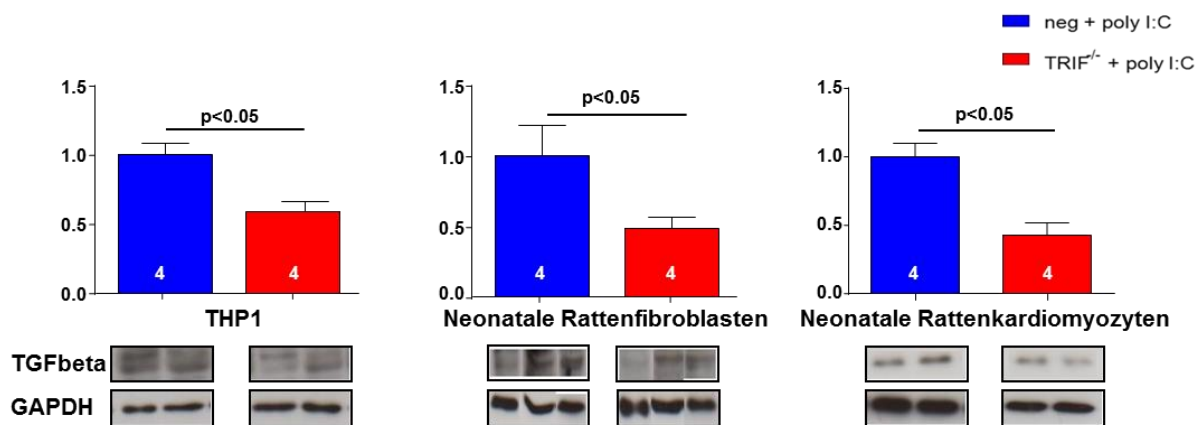 neg + poly I:C
TRIF-/- + poly I:C
1.5
1.0
0.5
0.0
p<0.05
4
4
THP1
1.5
1.0
0.5
0.0
p<0.05
4
4
Neonatale Rattenfibroblasten
1.5
1.0
0.5
0.0
p<0.05
4
4
Neonatale Rattenkardiomyozyten
TGFbeta
GAPDH